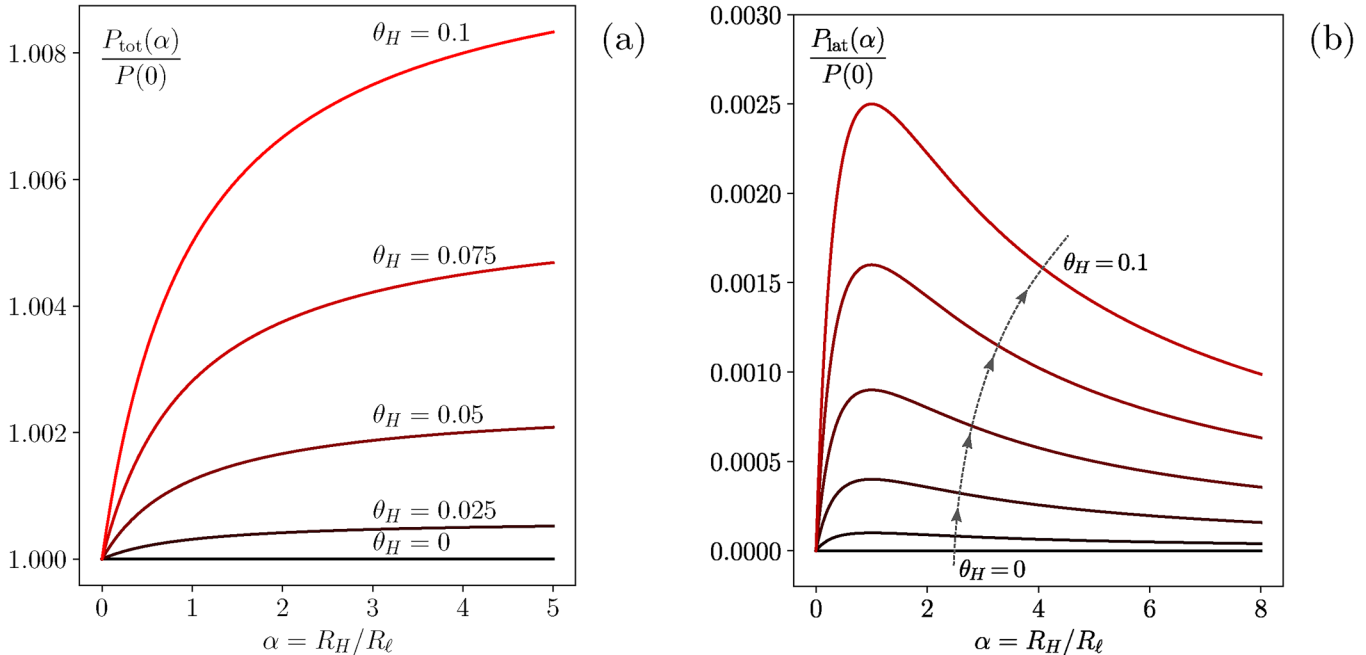 P_tot(α)
P(0)
(a)
θ_H = 0.1
θ_H = 0.075
θ_H = 0.05
θ_H = 0.025
θ_H = 0
1.008
1.006
1.004
1.002
1.000
0 1 2 3 4 5
α = R_H/R_ℓ
P_lat(α)
P(0)
(b)
0.0030
0.0025
0.0020
0.0015
0.0010
0.0005
0.0000
θ_H = 0.1
θ_H = 0
0 2 4 6 8
α = R_H/R_ℓ